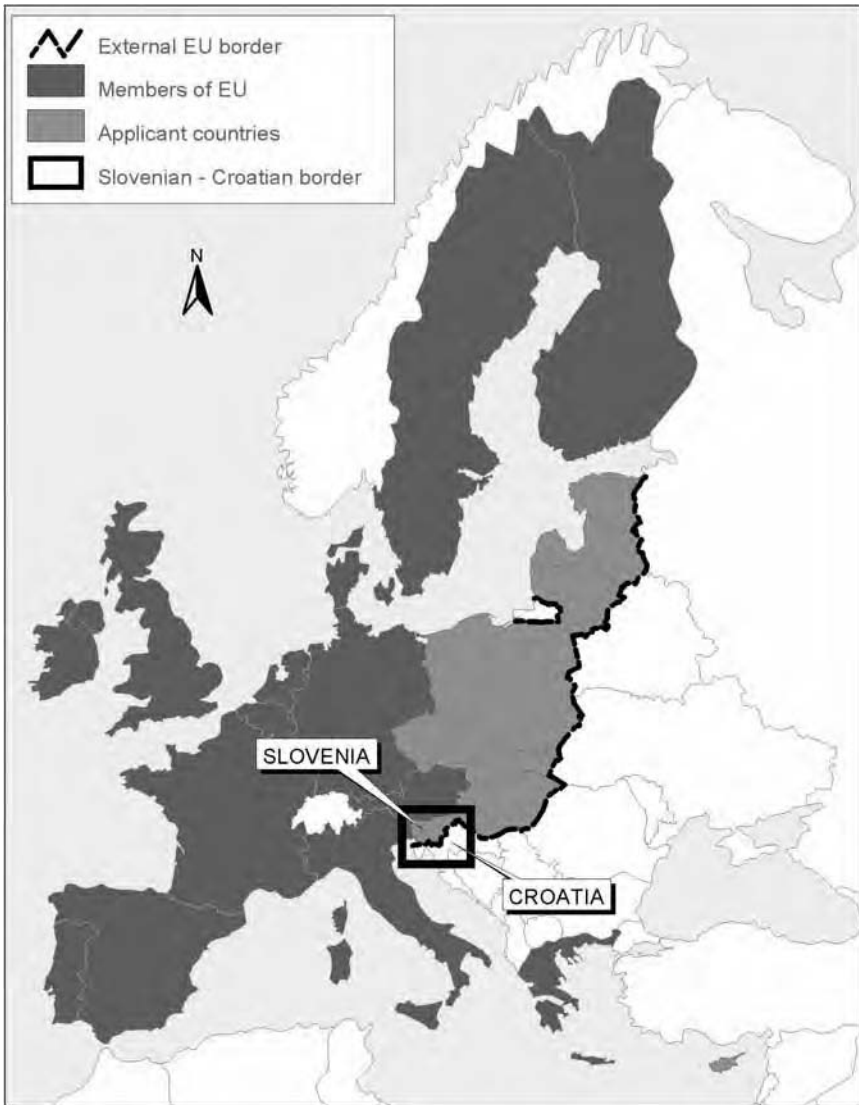 External EU border
Members of EU
Applicant countries
Slovenian - Croatian border
N
SLOVENIA
CROATIA